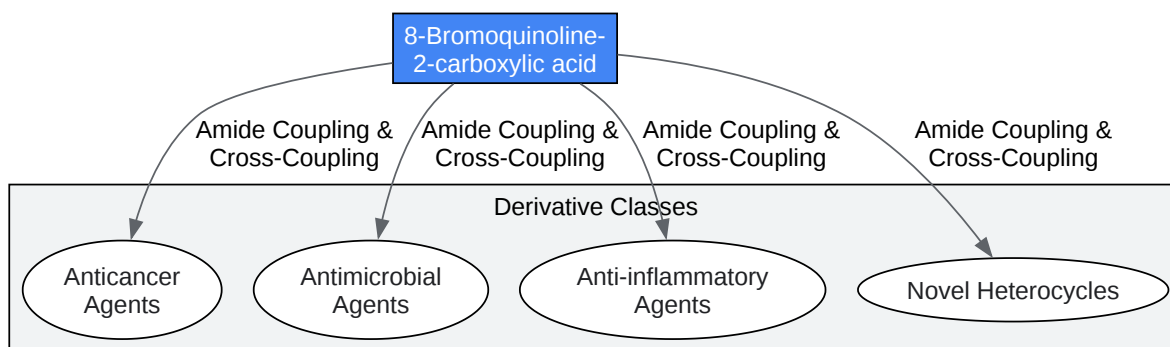 8-Bromoquinoline-
2-carboxylic acid
Amide Coupling &
Cross-Coupling
Amide Coupling &
Cross-Coupling
Amide Coupling &
Cross-Coupling
Amide Coupling &
Cross-Coupling
Derivative Classes
Anticancer
Agents
Antimicrobial
Agents
Anti-inflammatory
Agents
Novel Heterocycles